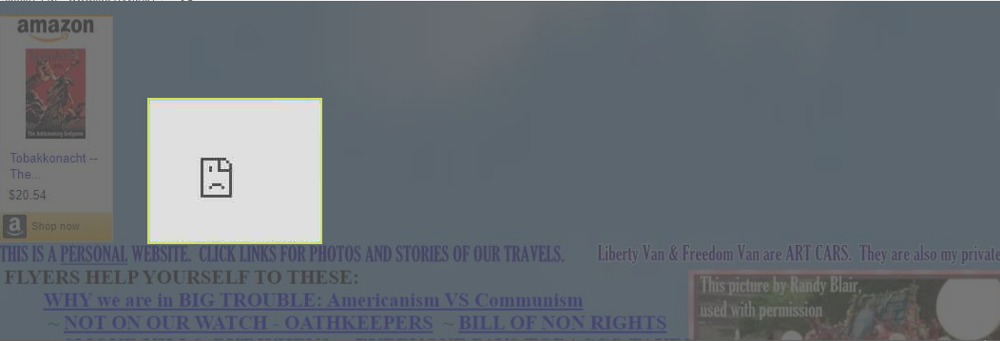 amazon
The Tobakkonacht Endgame
Tobakkonacht --
The...
$20.54
a Shop now
THIS IS A PERSONAL WEBSITE. CLICK LINKS FOR PHOTOS AND STORIES OF OUR TRAVELS.
Liberty Van & Freedom Van are ART CARS. They are also my private
FLYERS HELP YOURSELF TO THESE:
WHY we are in BIG TROUBLE: Americanism VS Communism
~ NOT ON OUR WATCH - OATHKEEPERS ~ BILL OF NON RIGHTS
This picture by Randy Blair,
used with permission